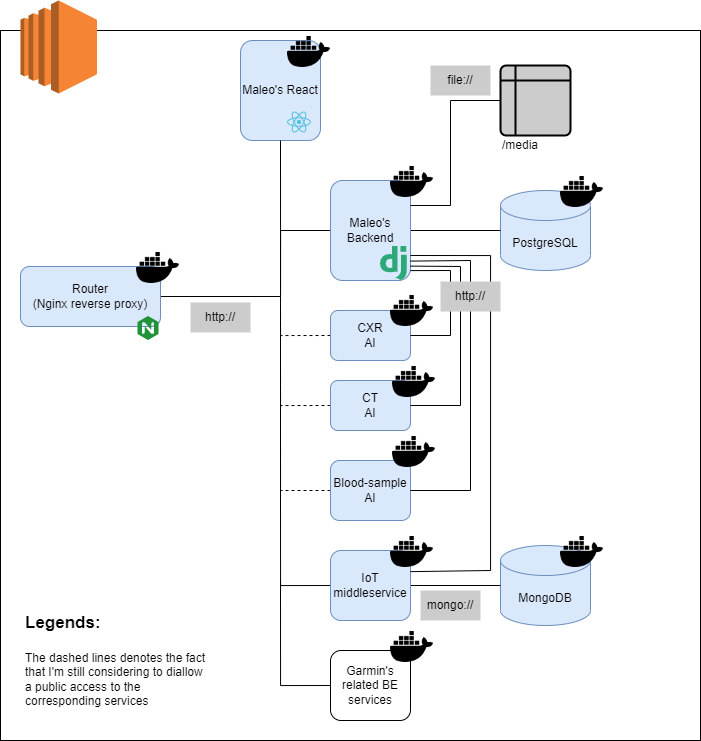 Maleo's React
file://
/media
Maleo's
Backend
dj
PostgreSQL
Router
(Nginx reverse proxy)
N
http://
http://
CXR
AI
CT
AI
Blood-sample
AI
IoT
middleservice
mongo://
MongoDB
Garmin's
related BE
services
Legends:
The dashed lines denotes the fact
that I'm still considering to diallow
a public access to the
corresponding services